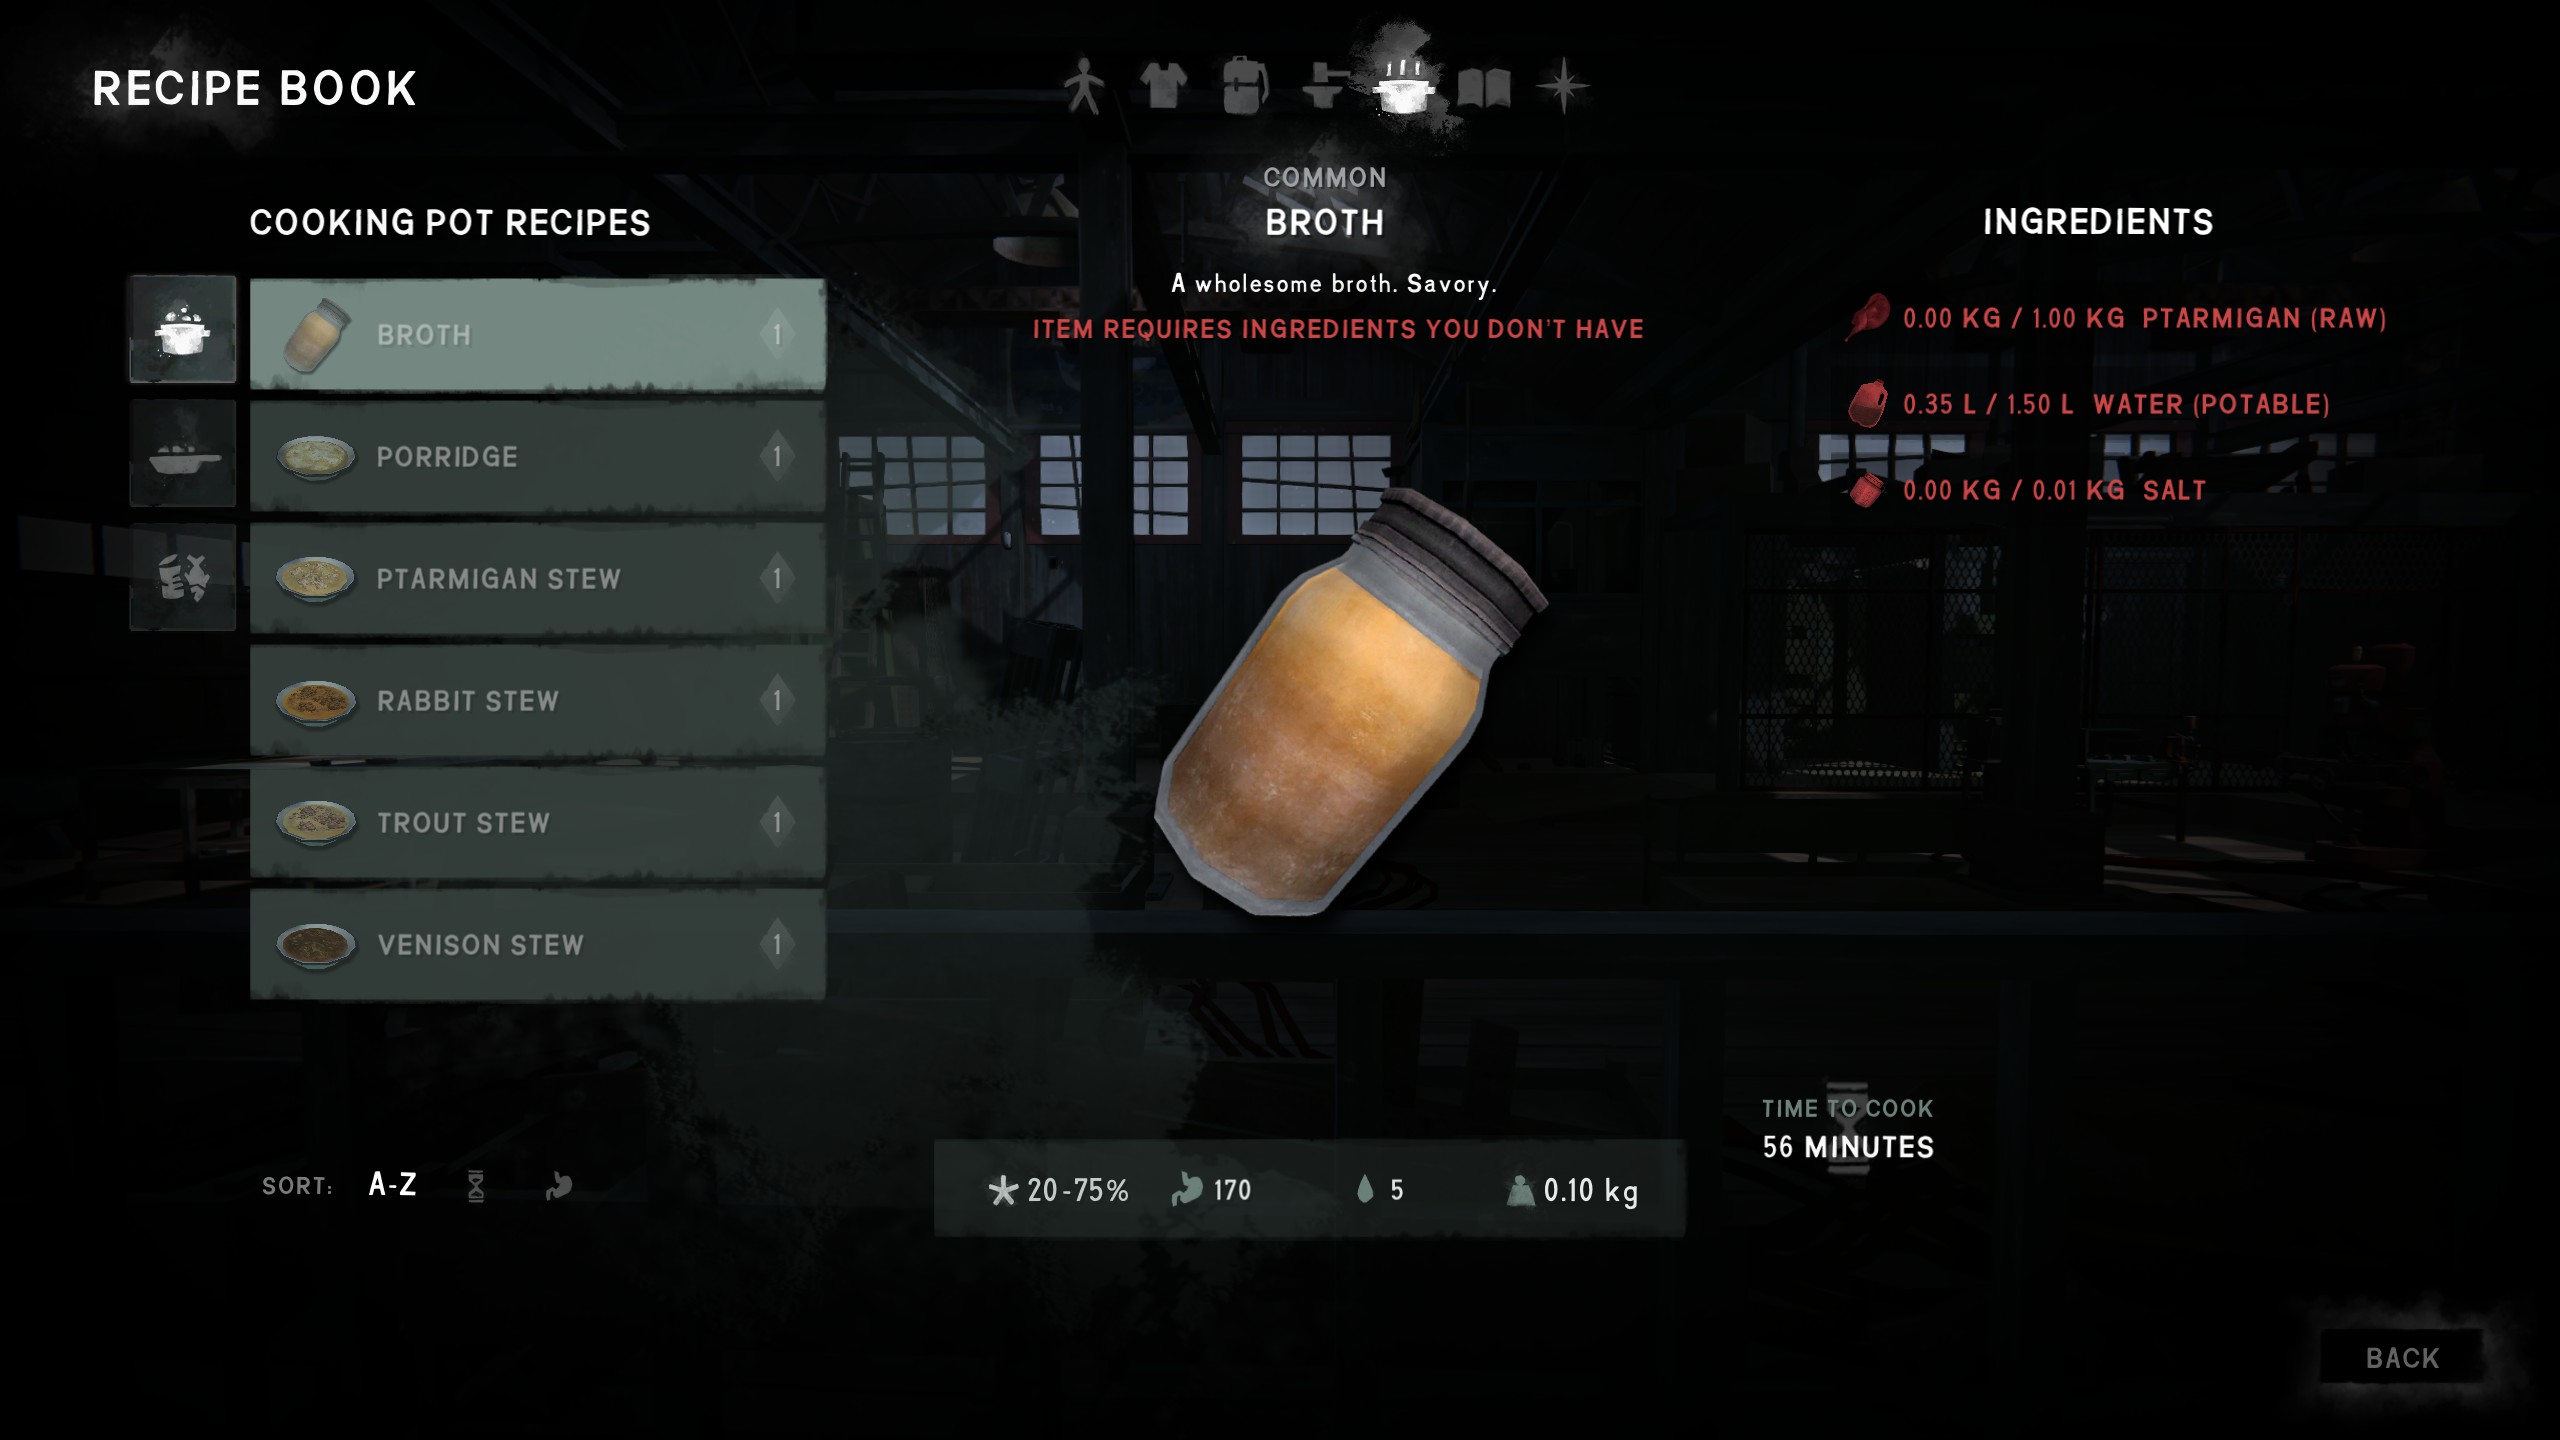 RECIPE BOOK
COOKING POT RECIPES
BROTH 1
PORRIDGE 1
PTARMIGAN STEW 1
RABBIT STEW 1
TROUT STEW 1
VENISON STEW 1
SORT: A-Z
COMMON
BROTH
A wholesome broth. Savory.
ITEM REQUIRES INGREDIENTS YOU DON'T HAVE
20-75% 170 5 0.10 kg
INGREDIENTS
0.00 KG / 1.00 KG PTARMIGAN (RAW)
0.35 L / 1.50 L WATER (POTABLE)
0.00 KG / 0.01 KG SALT
TIME TO COOK
56 MINUTES
BACK